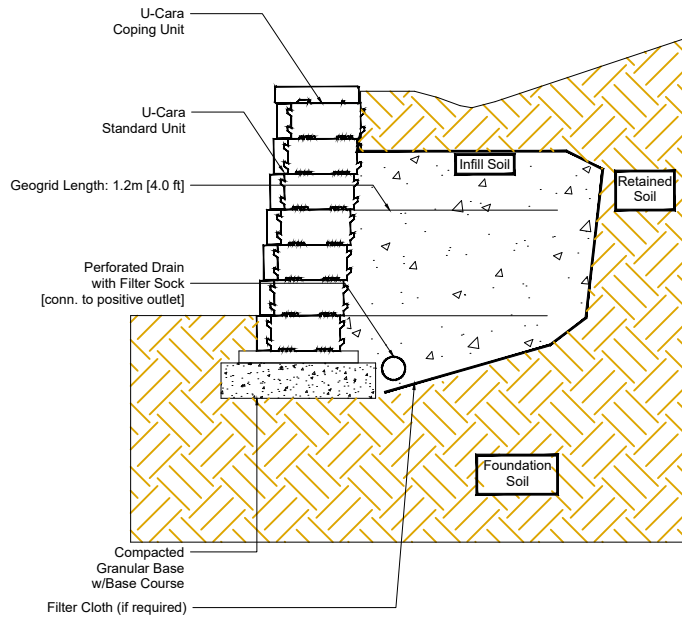 U-Cara
Coping Unit
U-Cara
Standard Unit
Infill Soil
Geogrid Length: 1.2m [4.0 ft]
Retained
Soil
Perforated Drain
with Filter Sock
[conn. to positive outlet]
Foundation
Soil
Compacted
Granular Base
w/Base Course
Filter Cloth (if required)